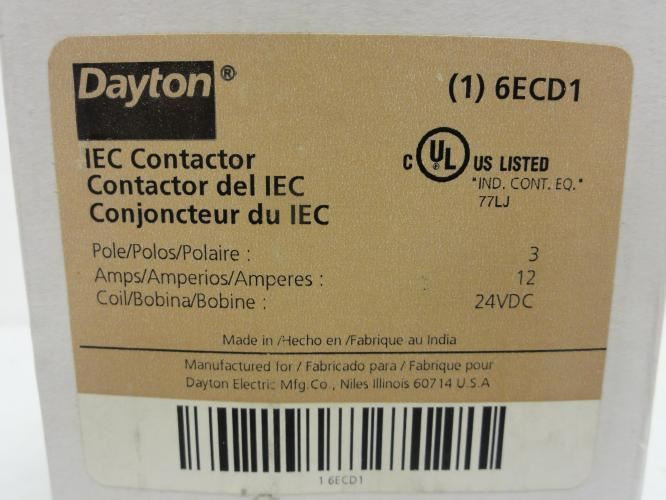 Dayton®
(1) 6ECD1
IEC Contactor
Contactor del IEC
Conjoncteur du IEC
C UL US LISTED
"IND. CONT. EQ."
77LJ
Pole/Polos/Polaire : 3
Amps/Amperios/Amperes : 12
Coil/Bobina/Bobine : 24VDC
Made in /Hecho en /Fabrique au India
Manufactured for / Fabricado para / Fabrique pour
Dayton Electric Mfg.Co , Niles Illinois 60714 U.S.A
1 6ECD1